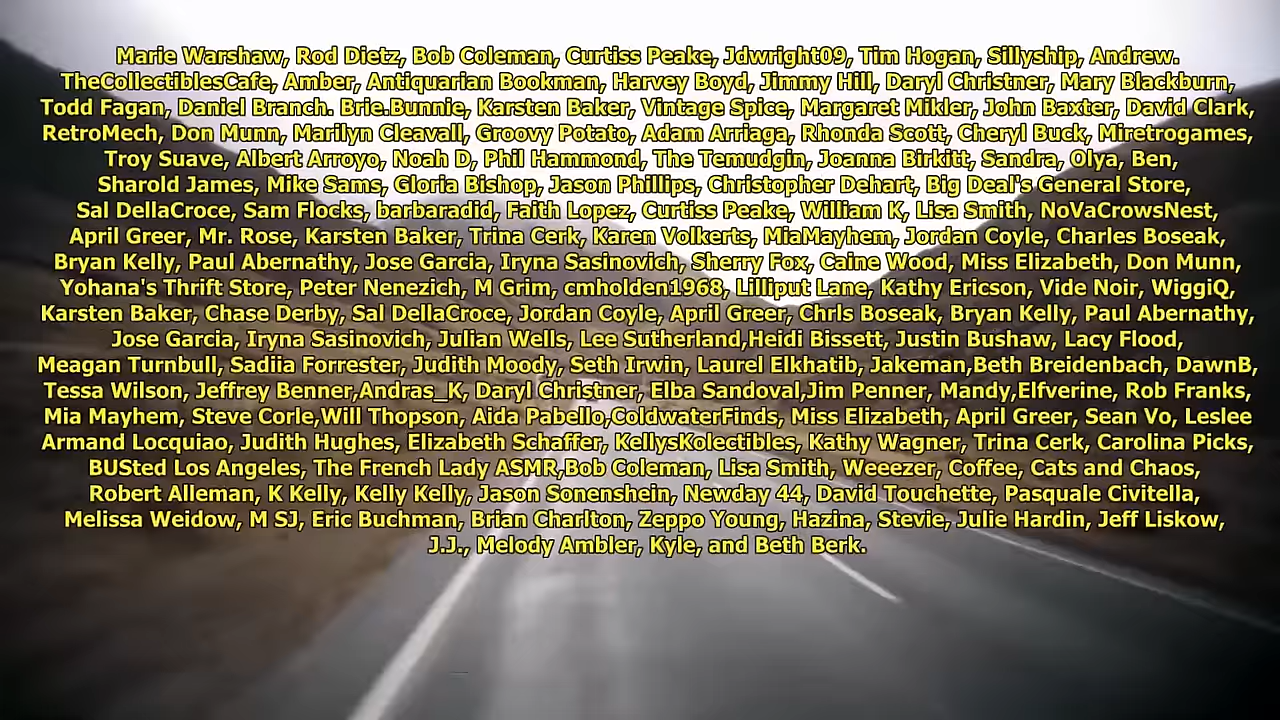 Marie Warshaw, Rod Dietz, Bob Coleman, Curtiss Peake, Jdwright09, Tim Hogan, Sillyship, Andrew.
TheCollectiblesCafe, Amber, Antiquarian Bookman, Harvey Boyd, Jimmy Hill, Daryl Christner, Mary Blackburn,
Todd Fagan, Daniel Branch. Brie.Bunnie, Karsten Baker, Vintage Spice, Margaret Mikler, John Baxter, David Clark,
RetroMech, Don Munn, Marilyn Cleavall, Groovy Potato, Adam Arriaga, Rhonda Scott, Cheryl Buck, Miretrogames,
Troy Suave, Albert Arroyo, Noah D, Phil Hammond, The Temudgin, Joanna Birkitt, Sandra, Olya, Ben,
Sharold James, Mike Sams, Gloria Bishop, Jason Phillips, Christopher Dehart, Big Deal's General Store,
Sal DellaCroce, Sam Flocks, barbaradid, Faith Lopez, Curtiss Peake, William K, Lisa Smith, NoVaCrowsNest,
April Greer, Mr. Rose, Karsten Baker, Trina Cerk, Karen Volkerts, MiaMayhem, Jordan Coyle, Charles Boseak,
Bryan Kelly, Paul Abernathy, Jose Garcia, Iryna Sasinovich, Sherry Fox, Caine Wood, Miss Elizabeth, Don Munn,
Yohana's Thrift Store, Peter Nenezich, M Grim, cmholden1968, Lilliput Lane, Kathy Ericson, Vide Noir, WiggiQ,
Karsten Baker, Chase Derby, Sal DellaCroce, Jordan Coyle, April Greer, Chrls Boseak, Bryan Kelly, Paul Abernathy,
Jose Garcia, Iryna Sasinovich, Julian Wells, Lee Sutherland,Heidi Bissett, Justin Bushaw, Lacy Flood,
Meagan Turnbull, Sadiia Forrester, Judith Moody, Seth Irwin, Laurel Elkhatib, Jakeman,Beth Breidenbach, DawnB,
Tessa Wilson, Jeffrey Benner,Andras_K, Daryl Christner, Elba Sandoval,Jim Penner, Mandy,Elfverine, Rob Franks,
Mia Mayhem, Steve Corle,Will Thopson, Aida Pabello,ColdwaterFinds, Miss Elizabeth, April Greer, Sean Vo, Leslee
Armand Locquiao, Judith Hughes, Elizabeth Schaffer, KellysKolectibles, Kathy Wagner, Trina Cerk, Carolina Picks,
BUSted Los Angeles, The French Lady ASMR,Bob Coleman, Lisa Smith, Weeezer, Coffee, Cats and Chaos,
Robert Alleman, K Kelly, Kelly Kelly, Jason Sonenshein, Newday 44, David Touchette, Pasquale Civitella,
Melissa Weidow, M SJ, Eric Buchman, Brian Charlton, Zeppo Young, Hazina, Stevie, Julie Hardin, Jeff Liskow,
J.J., Melody Ambler, Kyle, and Beth Berk.